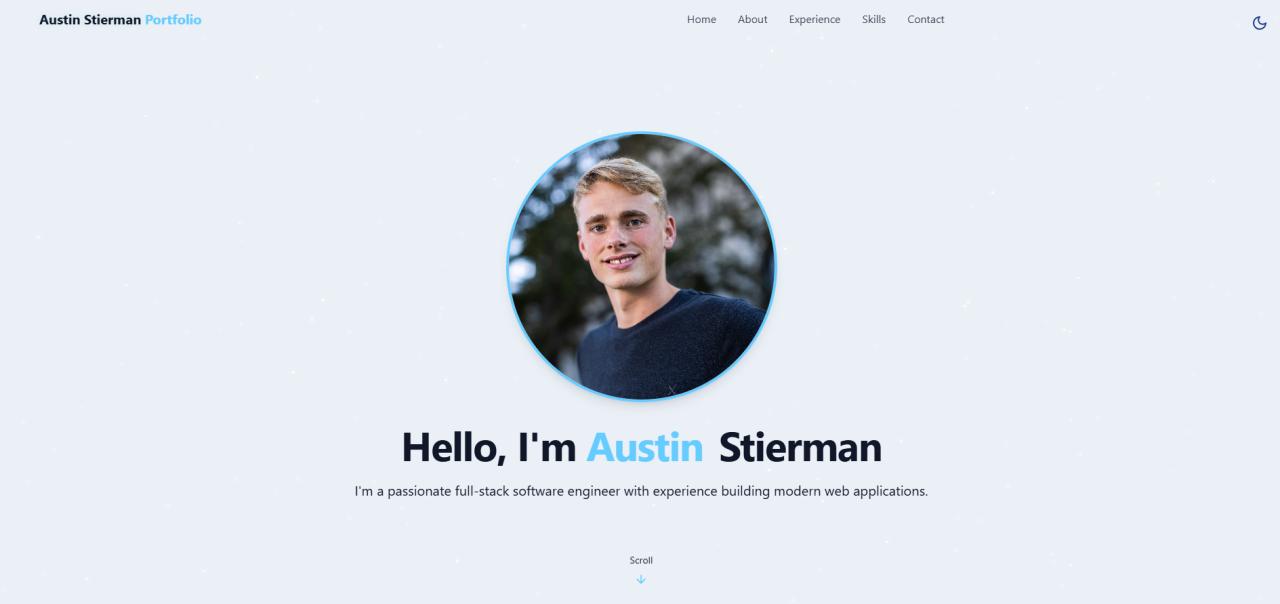 Austin Stierman Portfolio
Home About Experience Skills Contact
Hello, I'm Austin Stierman
I'm a passionate full-stack software engineer with experience building modern web applications.
Scroll